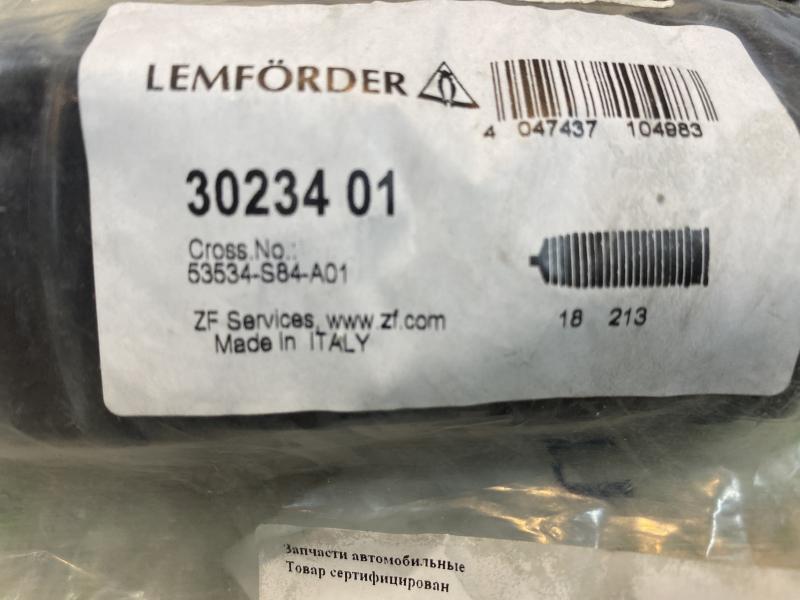 LEMFÖRDER
4 047437 104983
30234 01
Cross.No.:
53534-S84-A01
18 213
ZF Services, www.zf.com
Made in ITALY
Запчасти автомобильные
Товар сертифицирован